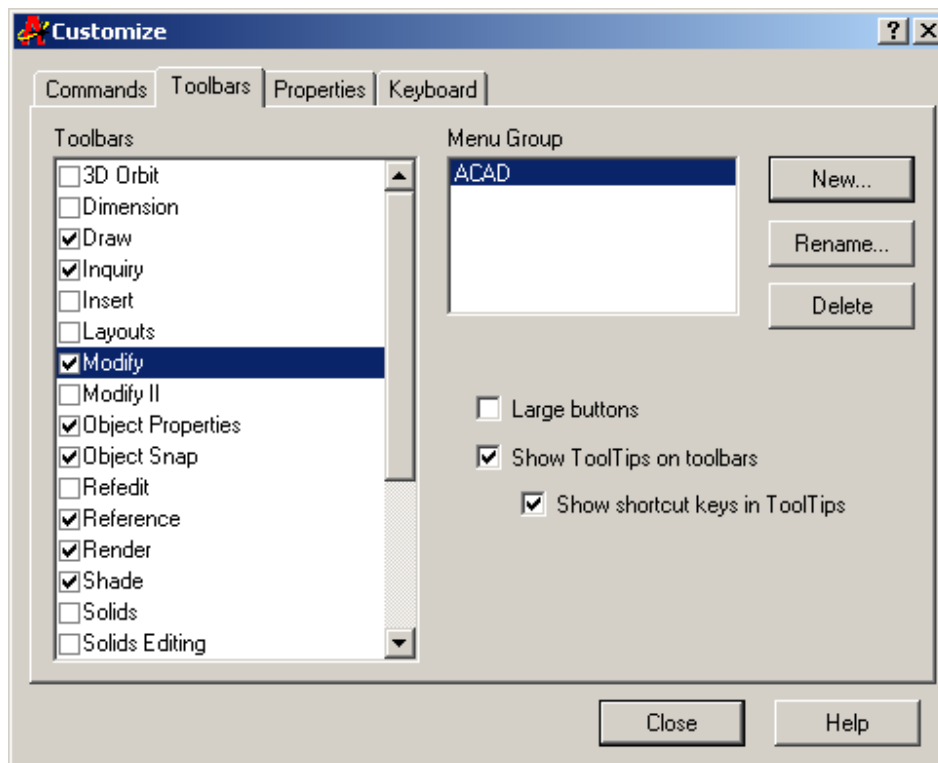 Customize
Commands Toolbars Properties Keyboard
Toolbars
3D Orbit
Dimension
Draw
Inquiry
Insert
Layouts
Modify
Modify II
Object Properties
Object Snap
Refedit
Reference
Render
Shade
Solids
Solids Editing
Menu Group
ACAD
New...
Rename...
Delete
Large buttons
Show ToolTips on toolbars
Show shortcut keys in ToolTips
Close Help